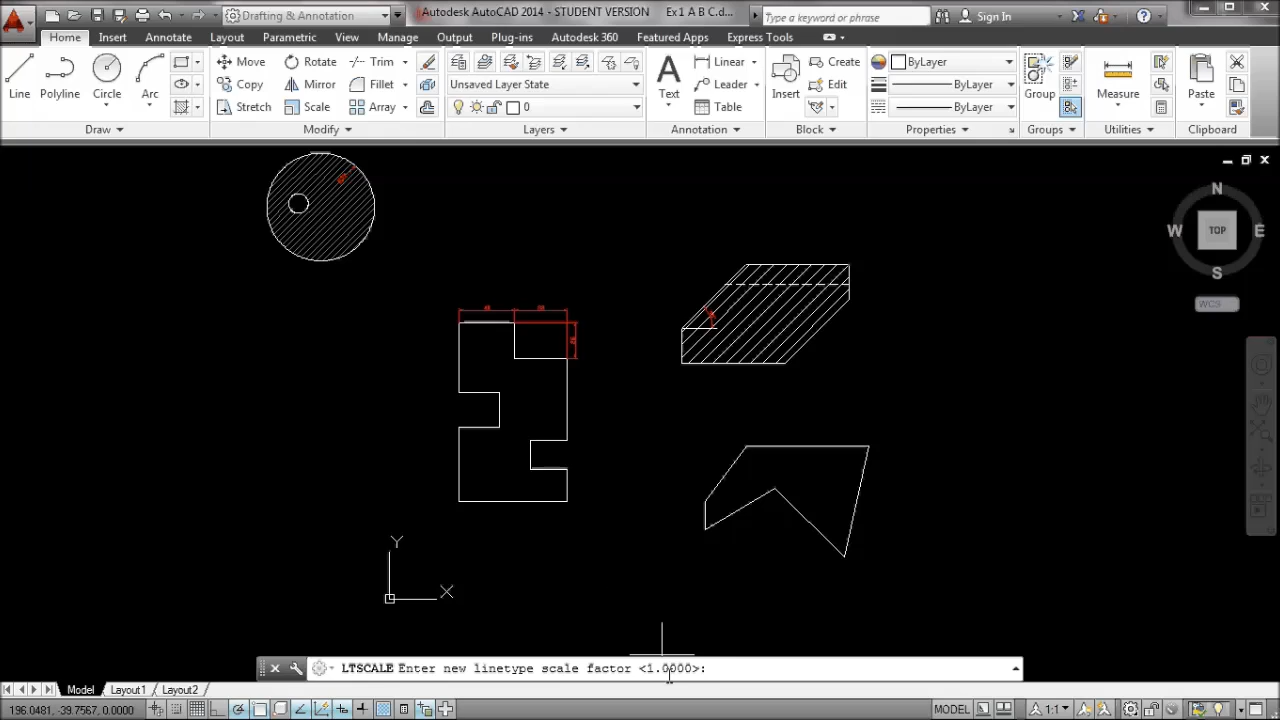 Drafting & Annotation
Autodesk AutoCAD 2014 - STUDENT VERSION Ex 1 A B C.d...
Type a keyword or phrase
Sign In
Home Insert Annotate Layout Parametric View Manage Output Plug-ins Autodesk 360 Featured Apps Express Tools
Line Polyline Circle Arc
Move Rotate Trim
Copy Mirror Fillet
Stretch Scale Array
Unsaved Layer State
0
Text
Linear
Leader
Table
Insert
Create
Edit
ByLayer
ByLayer
ByLayer
Group
Measure
Paste
Draw Modify Layers Annotation Block Properties Groups Utilities Clipboard
N
W TOP E
S
WCS
Y
X
LTSCALE Enter new linetype scale factor <1.0000>:
Model Layout1 Layout2
196.0481, -39.7567, 0.0000
MODEL
1:1